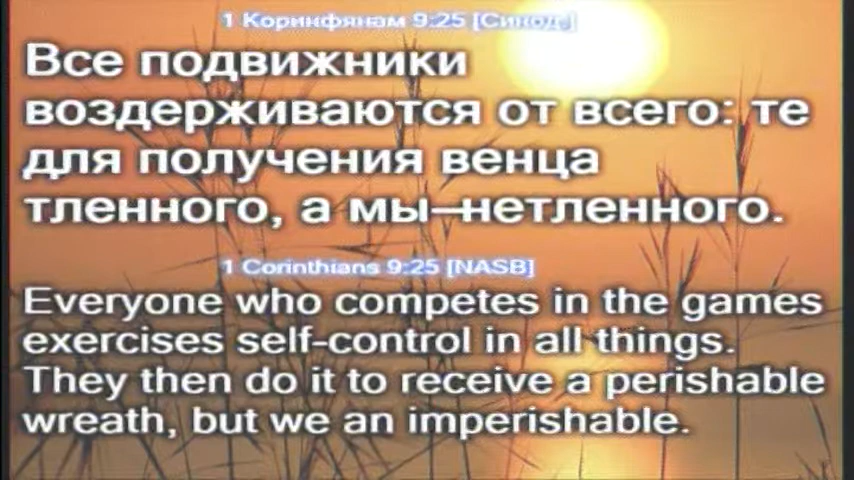 1 Коринфянам 9:25 [Синод.]
Все подвижники
воздерживаются от всего: те
для получения венца
тленного, а мы—нетленного.
1 Corinthians 9:25 [NASB]
Everyone who competes in the games
exercises self-control in all things.
They then do it to receive a perishable
wreath, but we an imperishable.